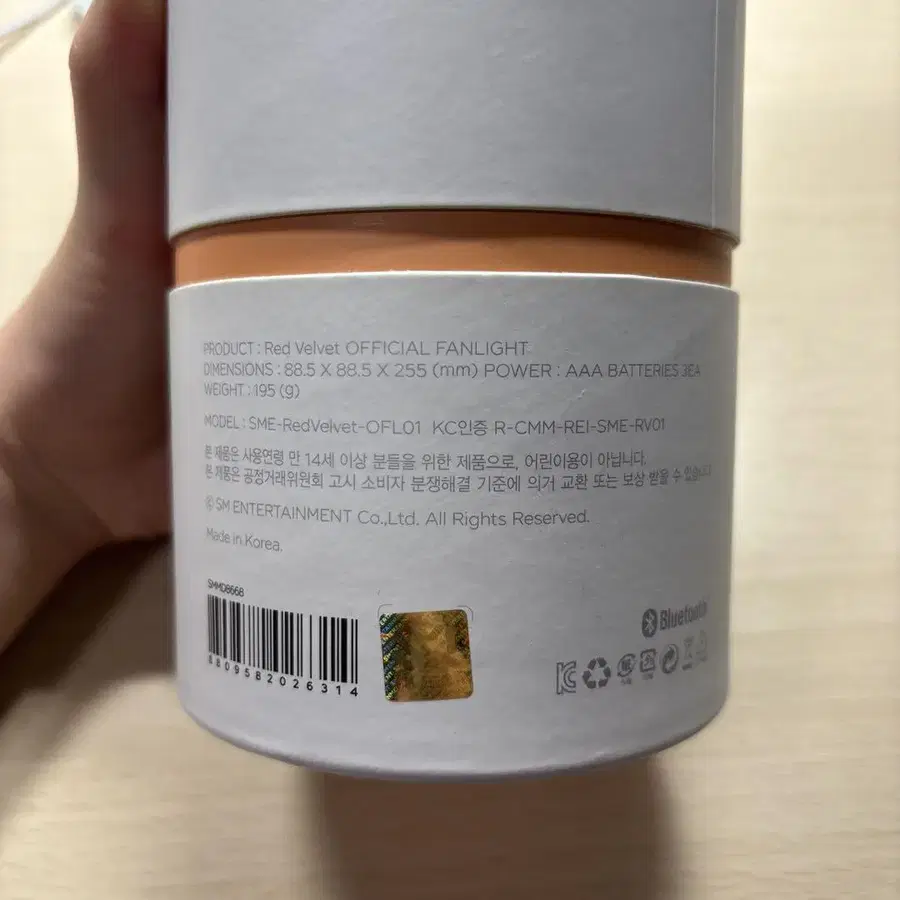 PRODUCT : Red Velvet OFFICIAL FANLIGHT
DIMENSIONS : 88.5 X 88.5 X 255 (mm) POWER : AAA BATTERIES 3EA
WEIGHT : 195 (g)
MODEL : SME-RedVelvet-OFL01 KC인증 R-CMM-REI-SME-RV01
본 제품은 사용연령 만 14세 이상 분들을 위한 제품으로, 어린이용이 아닙니다.
본 제품은 공정거래위원회 고시 소비자 분쟁해결 기준에 의거 교환 또는 보상 받을 수
© SM ENTERTAINMENT Co.,Ltd. All Rights Reserved.
Made in Korea.
SMMD8668
8809582026314
Bluetooth